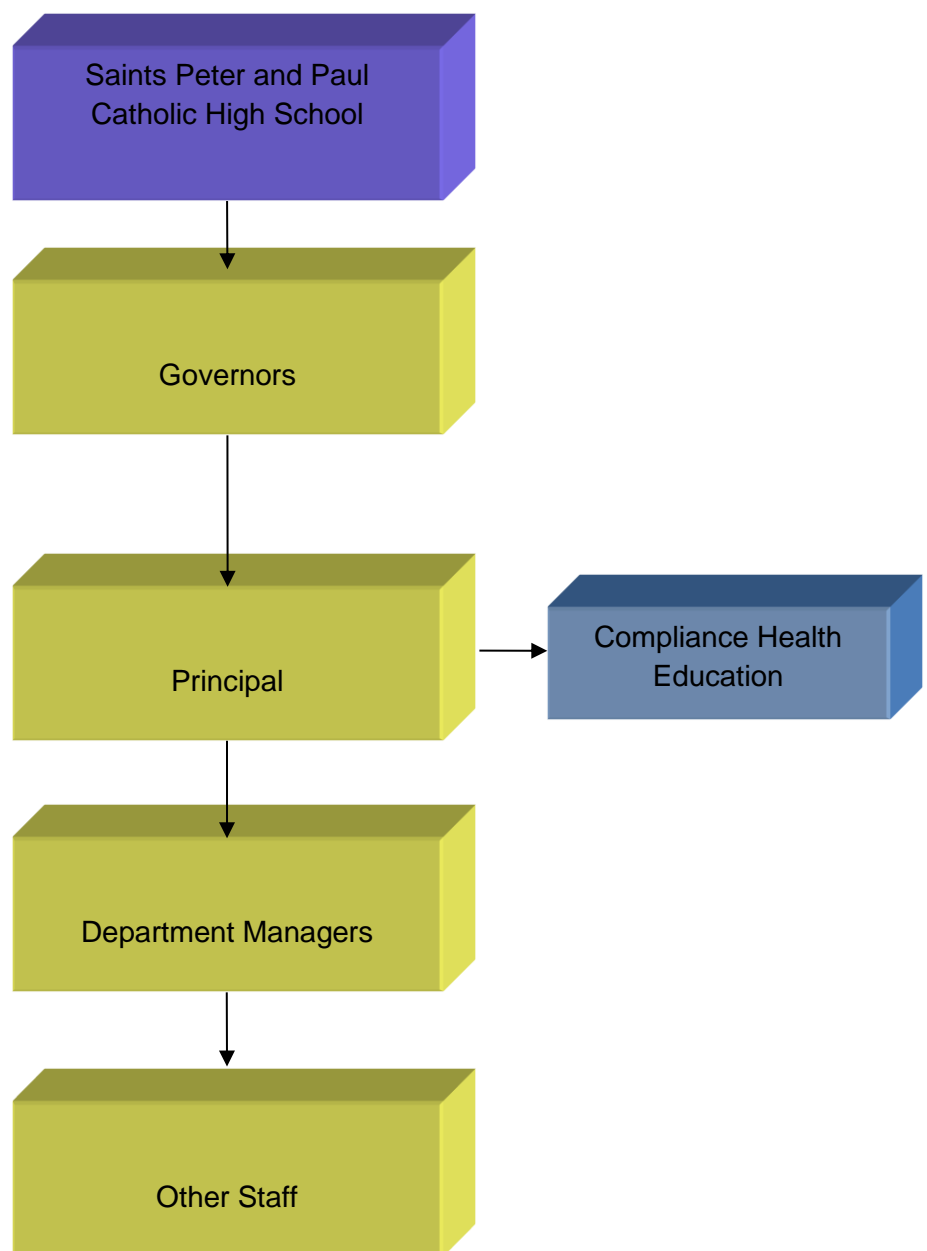 Saints Peter and Paul
Catholic High School
Governors
Principal
Compliance Health
Education
Department Managers
Other Staff